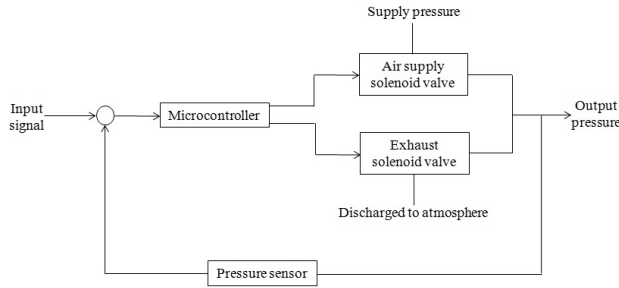 Supply pressure
Air supply
solenoid valve
Input
signal
Microcontroller
Output
pressure
Exhaust
solenoid valve
Discharged to atmosphere
Pressure sensor